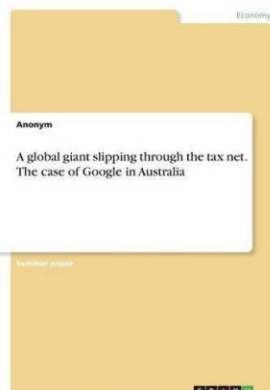 Economy
Anonym
A global giant slipping through the tax net.
The case of Google in Australia
Seminar paper